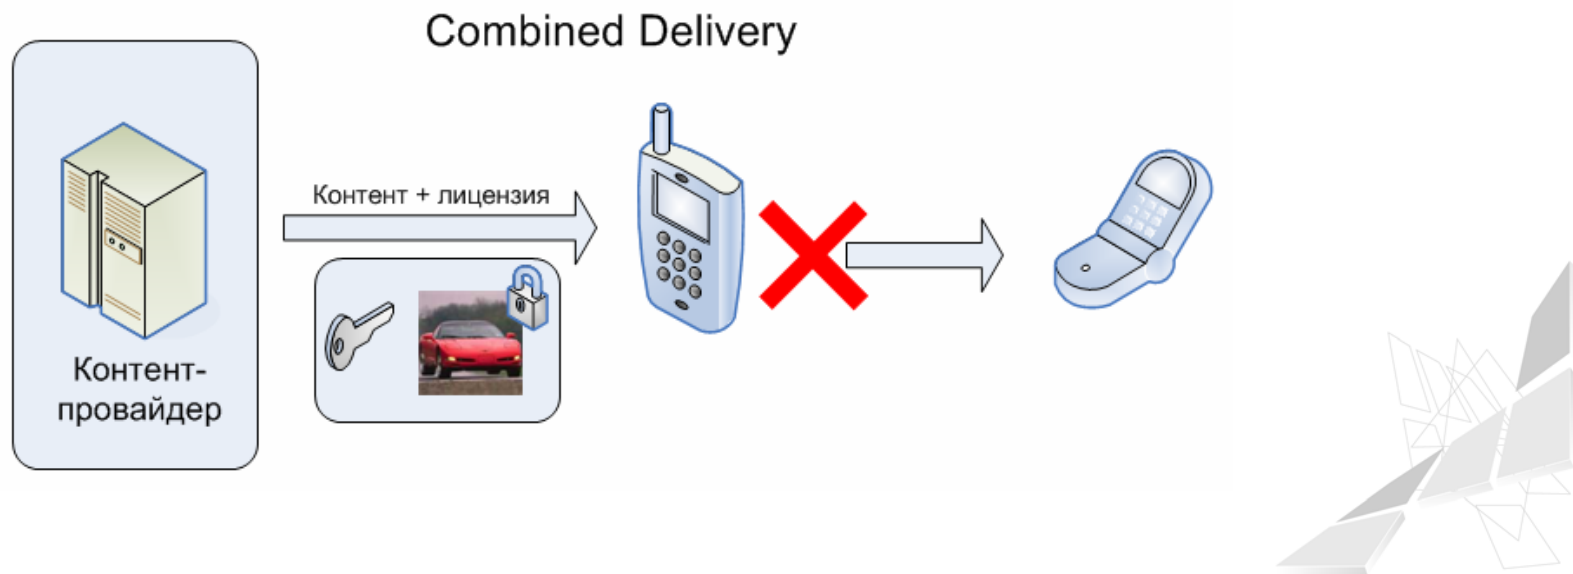 Combined Delivery
Контент + лицензия
Контент-
провайдер